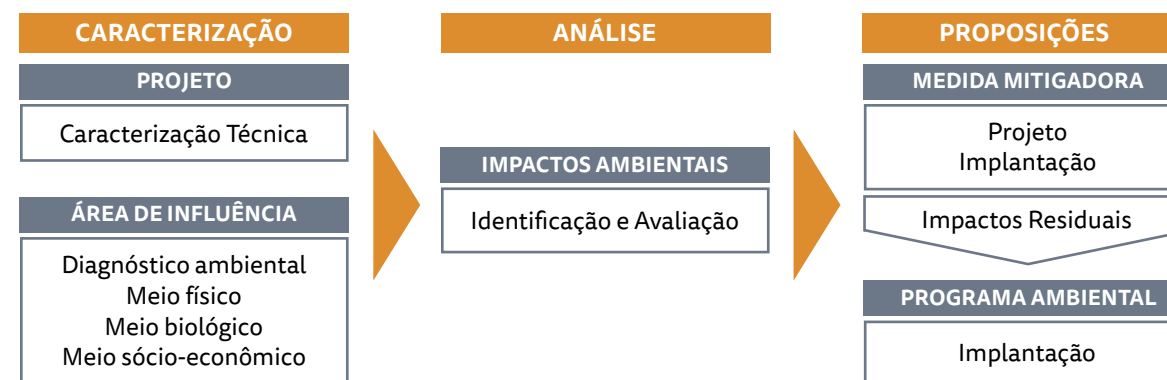 CARACTERIZAÇÃO
PROJETO
Caracterização Técnica
ÁREA DE INFLUÊNCIA
Diagnóstico ambiental
Meio físico
Meio biológico
Meio sócio-econômico
ANÁLISE
IMPACTOS AMBIENTAIS
Identificação e Avaliação
PROPOSIÇÕES
MEDIDA MITIGADORA
Projeto
Implantação
Impactos Residuais
PROGRAMA AMBIENTAL
Implantação